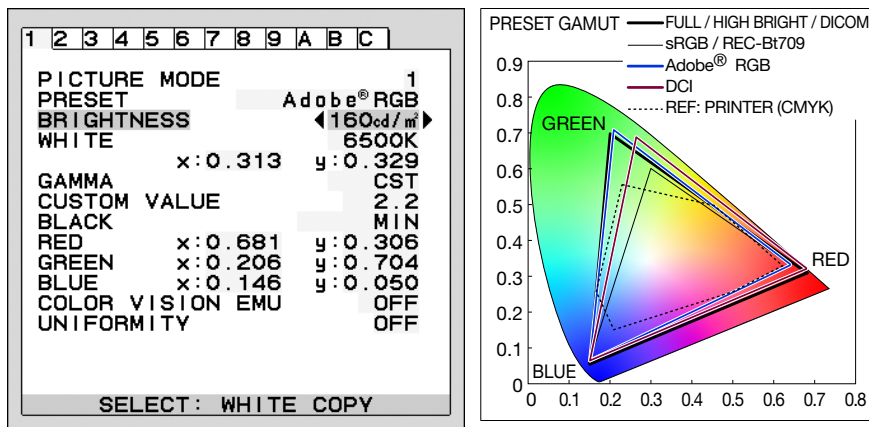 1 2 3 4 5 6 7 8 9 A B C
PICTURE MODE 1
PRESET Adobe®RGB
BRIGHTNESS 160cd/㎡
WHITE 6500K
x:0.313 y:0.329
GAMMA CST
CUSTOM VALUE 2.2
BLACK MIN
RED x:0.681 y:0.306
GREEN x:0.206 y:0.704
BLUE x:0.146 y:0.050
COLOR VISION EMU OFF
UNIFORMITY OFF
SELECT: WHITE COPY
PRESET GAMUT
FULL / HIGH BRIGHT / DICOM
sRGB / REC-Bt709
Adobe® RGB
DCI
REF: PRINTER (CMYK)
0.9
0.8
0.7
0.6
0.5
0.4
0.3
0.2
0.1
0
GREEN
RED
BLUE
0 0.1 0.2 0.3 0.4 0.5 0.6 0.7 0.8